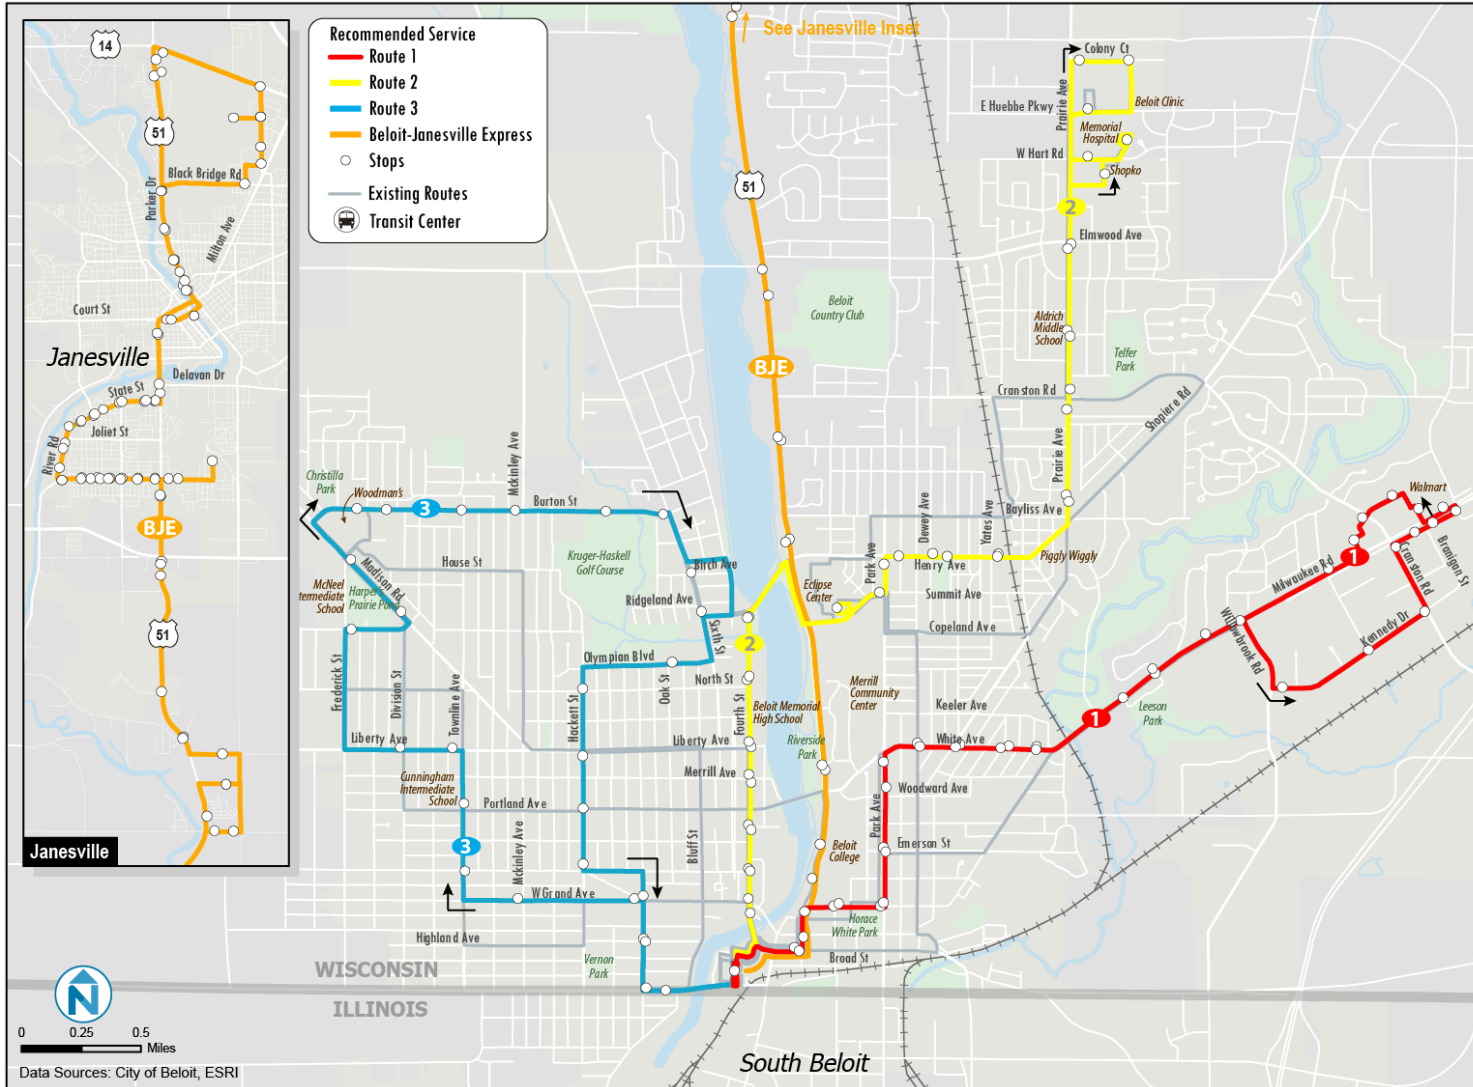 Recommended Service
Route 1
Route 2
Route 3
Beloit-Janesville Express
Stops
Existing Routes
Transit Center
14
51
Black Bridge Rd
Parker Dr
Milton Ave
Court St
Janesville
Delavan Dr
State St
Joliet St
River Rd
BJE
51
Janesville
See Janesville Inset
51
Colony Ct
Prairie Ave
E Huebbe Pkwy
Beloit Clinic
Memorial
Hospital
W Hart Rd
Shopko
2
Elmwood Ave
Beloit
Country Club
Aldrich
Middle
School
Telfer
Park
BJE
Cranston Rd
Shopiere Rd
Prairie Ave
Christilla
Park
Woodman's
3
Mckinley Ave
Burton St
Bayliss Ave
Walmart
Dewey Ave
Yates Ave
Piggly Wiggly
Park Ave
Henry Ave
House St
Kruger-Haskell
Golf Course
Birch Ave
Madison Rd
McNeel
ntermediate
School
Harper
Prairie Pond
Ridgeland Ave
Eclipse
Center
Summit Ave
Copeland Ave
Milwaukee Rd
1
Cranston Rd
Branigan St
Willowbrook Rd
Kennedy Dr
Sixth St
2
Olympian Blvd
Oak St
North St
Frederick St
Division St
Townline Ave
Hackett St
Fourth St
Beloit Memorial
High School
Merrill
Community
Center
Keeler Ave
1
Leeson
Park
Liberty Ave
Liberty Ave
Riverside
Park
White Ave
Merrill Ave
Cunningham
Intermediate
School
Woodward Ave
Portland Ave
Park Ave
Bluff St
Emerson St
3
Mckinley Ave
Beloit
College
W Grand Ave
Horace
White Park
Highland Ave
Vernon
Park
Broad St
WISCONSIN
ILLINOIS
N
0 0.25 0.5
Miles
South Beloit
Data Sources: City of Beloit, ESRI